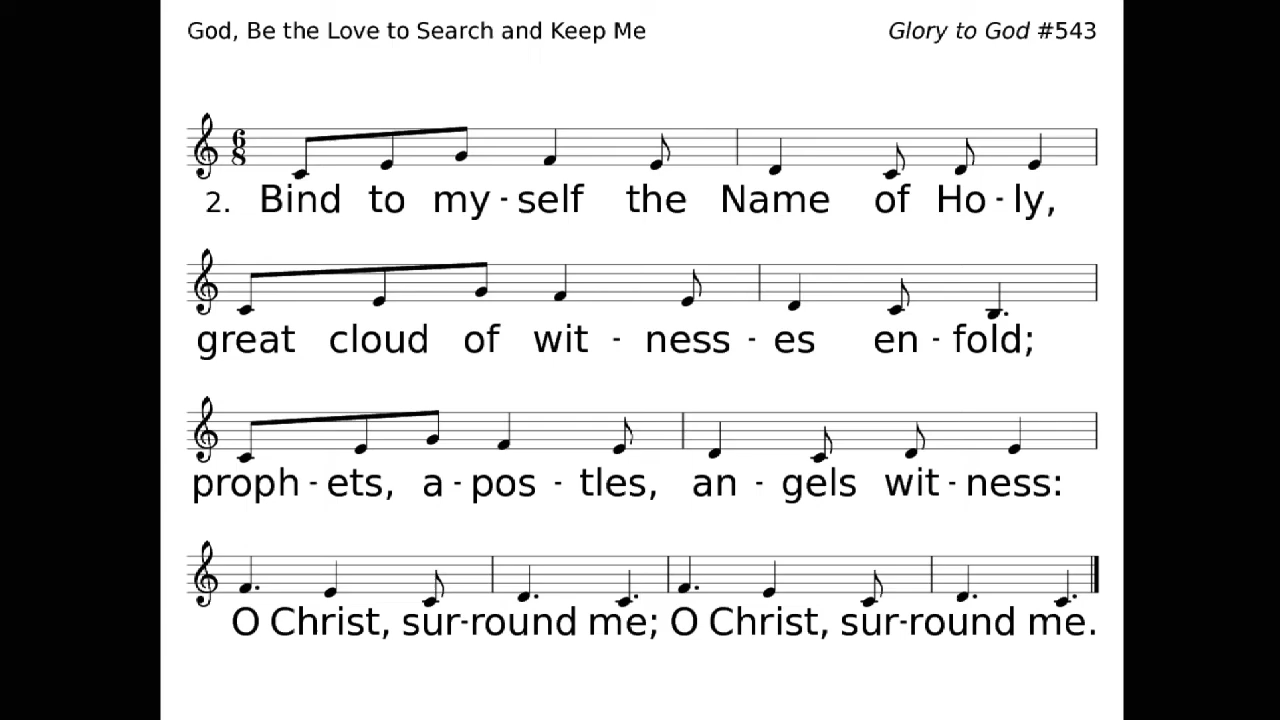 God, Be the Love to Search and Keep Me
Glory to God #543
6
8
2. Bind to my-self the Name of Ho-ly,
great cloud of wit - ness - es en-fold;
proph-ets, a-pos - tles, an - gels wit-ness:
O Christ, sur-round me; O Christ, sur-round me.